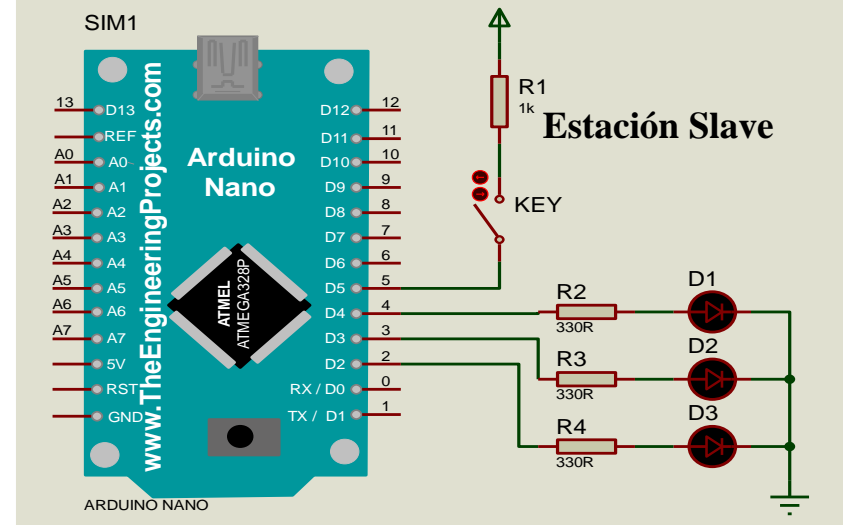 SIM1
www.TheEngineeringProjects.com
Arduino
Nano
ATMEL
ATMEGA328P
13 D13
REF
A0 A0
A1 A1
A2 A2
A3 A3
A4 A4
A5 A5
A6 A6
A7 A7
5V
RST
GND
D12 12
D11 11
D10 10
D9 9
D8 8
D7 7
D6 6
D5 5
D4 4
D3 3
D2 2
RX / D0 0
TX / D1 1
ARDUINO NANO
R1
1k
Estación Slave
KEY
R2
330R
D1
R3
330R
D2
R4
330R
D3